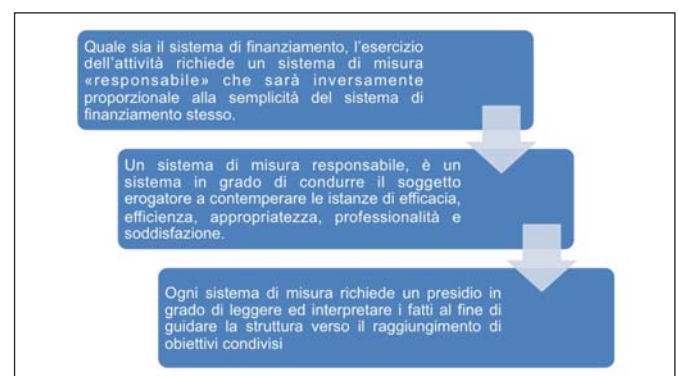 Quale sia il sistema di finanziamento, l'esercizio
dell'attività richiede un sistema di misura
«responsabile» che sarà inversamente
proporzionale alla semplicità del sistema di
finanziamento stesso.
Un sistema di misura responsabile, è un
sistema in grado di condurre il soggetto
erogatore a contemperare le istanze di efficacia,
efficienza, appropriatezza, professionalità e
soddisfazione.
Ogni sistema di misura richiede un presidio in
grado di leggere ed interpretare i fatti al fine di
guidare la struttura verso il raggiungimento di
obiettivi condivisi